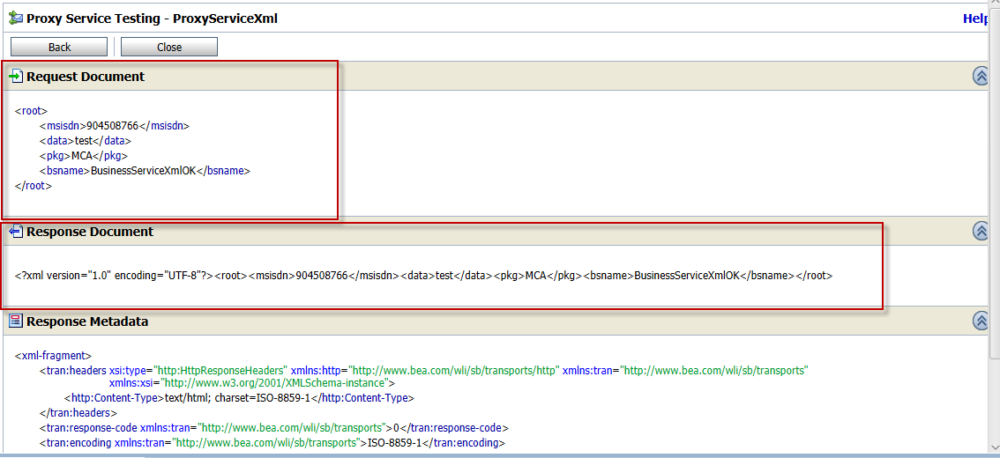 Proxy Service Testing - ProxyServiceXml
Help
Back
Close
Request Document
<root>
<msisdn>904508766</msisdn>
<data>test</data>
<pkg>MCA</pkg>
<bsname>BusinessServiceXmlOK</bsname>
</root>
Response Document
<?xml version="1.0" encoding="UTF-8"?><root><msisdn>904508766</msisdn><data>test</data><pkg>MCA</pkg><bsname>BusinessServiceXmlOK</bsname></root>
Response Metadata
<xml-fragment>
<tran:headers xsi:type="http:HttpResponseHeaders" xmlns:http="http://www.bea.com/wli/sb/transports/http" xmlns:tran="http://www.bea.com/wli/sb/transports"
xmlns:xsi="http://www.w3.org/2001/XMLSchema-instance">
<http:Content-Type>text/html; charset=ISO-8859-1</http:Content-Type>
</tran:headers>
<tran:response-code xmlns:tran="http://www.bea.com/wli/sb/transports">0</tran:response-code>
<tran:encoding xmlns:tran="http://www.bea.com/wli/sb/transports">ISO-8859-1</tran:encoding>